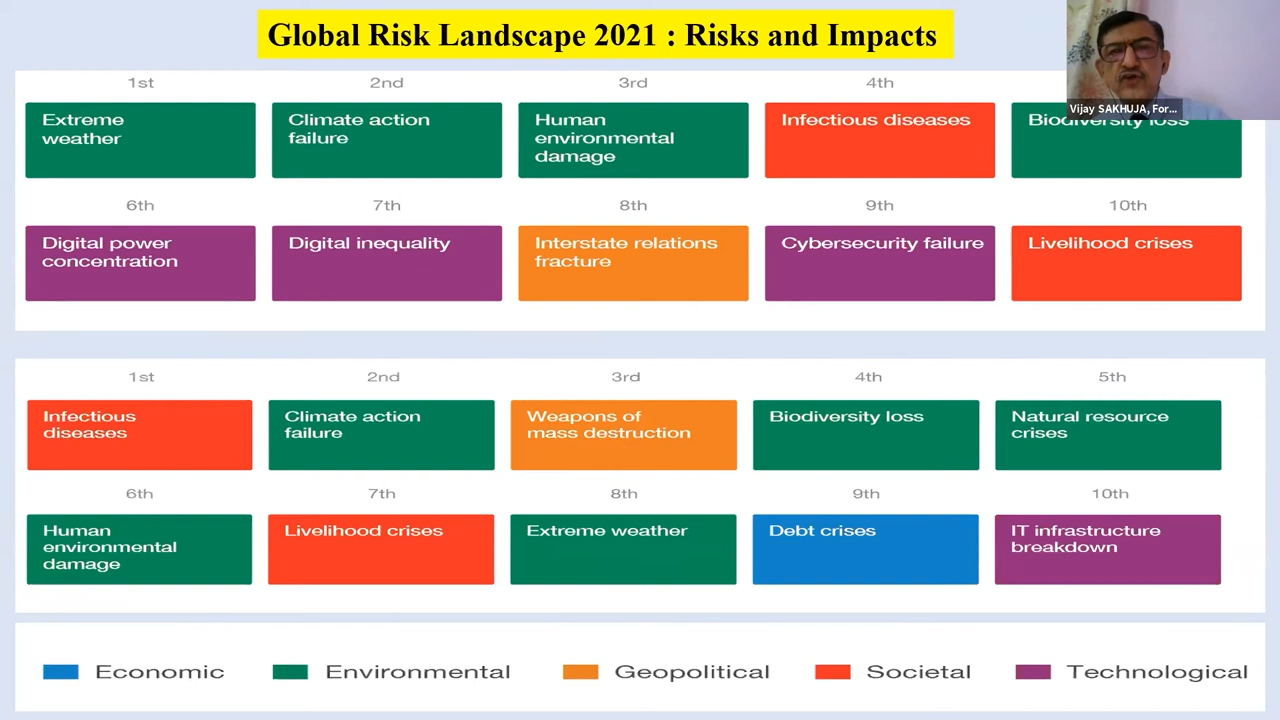 Global Risk Landscape 2021 : Risks and Impacts
Vijay SAKHUJA, For...
1st
2nd
3rd
4th
Extreme
weather
Climate action
failure
Human
environmental
damage
Infectious diseases
Biodiversity loss
6th
7th
8th
9th
10th
Digital power
concentration
Digital inequality
Interstate relations
fracture
Cybersecurity failure
Livelihood crises
1st
2nd
3rd
4th
5th
Infectious
diseases
Climate action
failure
Weapons of
mass destruction
Biodiversity loss
Natural resource
crises
6th
7th
8th
9th
10th
Human
environmental
damage
Livelihood crises
Extreme weather
Debt crises
IT infrastructure
breakdown
Economic
Environmental
Geopolitical
Societal
Technological